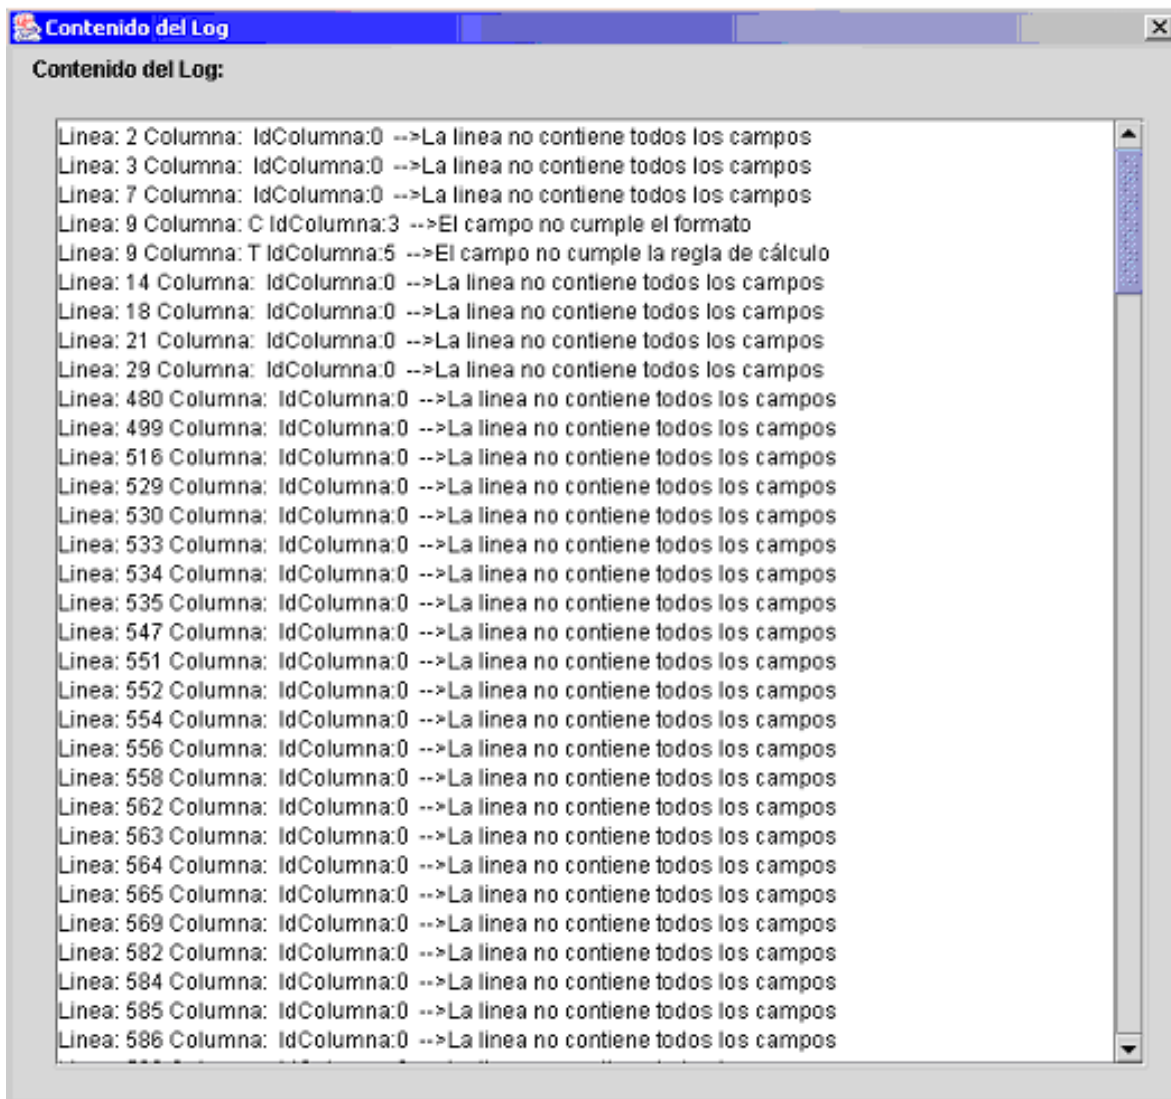 Contenido del Log
Contenido del Log:
Linea: 2 Columna:  IdColumna:0  -->La linea no contiene todos los campos
Linea: 3 Columna:  IdColumna:0  -->La linea no contiene todos los campos
Linea: 7 Columna:  IdColumna:0  -->La linea no contiene todos los campos
Linea: 9 Columna: C IdColumna:3  -->El campo no cumple el formato
Linea: 9 Columna: T IdColumna:5  -->El campo no cumple la regla de cálculo
Linea: 14 Columna:  IdColumna:0  -->La linea no contiene todos los campos
Linea: 18 Columna:  IdColumna:0  -->La linea no contiene todos los campos
Linea: 21 Columna:  IdColumna:0  -->La linea no contiene todos los campos
Linea: 29 Columna:  IdColumna:0  -->La linea no contiene todos los campos
Linea: 480 Columna:  IdColumna:0  -->La linea no contiene todos los campos
Linea: 499 Columna:  IdColumna:0  -->La linea no contiene todos los campos
Linea: 516 Columna:  IdColumna:0  -->La linea no contiene todos los campos
Linea: 529 Columna:  IdColumna:0  -->La linea no contiene todos los campos
Linea: 530 Columna:  IdColumna:0  -->La linea no contiene todos los campos
Linea: 533 Columna:  IdColumna:0  -->La linea no contiene todos los campos
Linea: 534 Columna:  IdColumna:0  -->La linea no contiene todos los campos
Linea: 535 Columna:  IdColumna:0  -->La linea no contiene todos los campos
Linea: 547 Columna:  IdColumna:0  -->La linea no contiene todos los campos
Linea: 551 Columna:  IdColumna:0  -->La linea no contiene todos los campos
Linea: 552 Columna:  IdColumna:0  -->La linea no contiene todos los campos
Linea: 554 Columna:  IdColumna:0  -->La linea no contiene todos los campos
Linea: 556 Columna:  IdColumna:0  -->La linea no contiene todos los campos
Linea: 558 Columna:  IdColumna:0  -->La linea no contiene todos los campos
Linea: 562 Columna:  IdColumna:0  -->La linea no contiene todos los campos
Linea: 563 Columna:  IdColumna:0  -->La linea no contiene todos los campos
Linea: 564 Columna:  IdColumna:0  -->La linea no contiene todos los campos
Linea: 565 Columna:  IdColumna:0  -->La linea no contiene todos los campos
Linea: 569 Columna:  IdColumna:0  -->La linea no contiene todos los campos
Linea: 582 Columna:  IdColumna:0  -->La linea no contiene todos los campos
Linea: 584 Columna:  IdColumna:0  -->La linea no contiene todos los campos
Linea: 585 Columna:  IdColumna:0  -->La linea no contiene todos los campos
Linea: 586 Columna:  IdColumna:0  -->La linea no contiene todos los campos